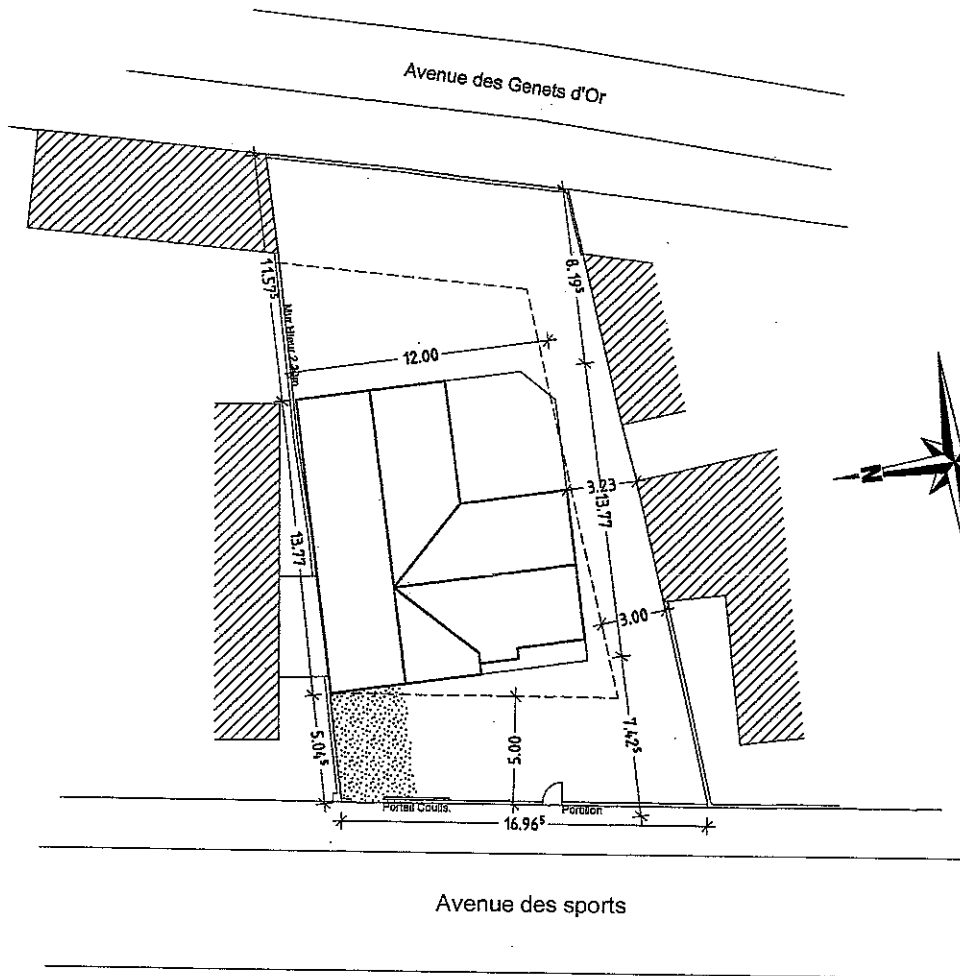 Avenue des Genets d'Or
11.57⁵
8.19⁵
12.00
3.23
13.77
13.77
3.00
N
5.04⁵
5.00
7.42⁵
Portail Couliss.
Portillon
16.96⁵
Avenue des sports